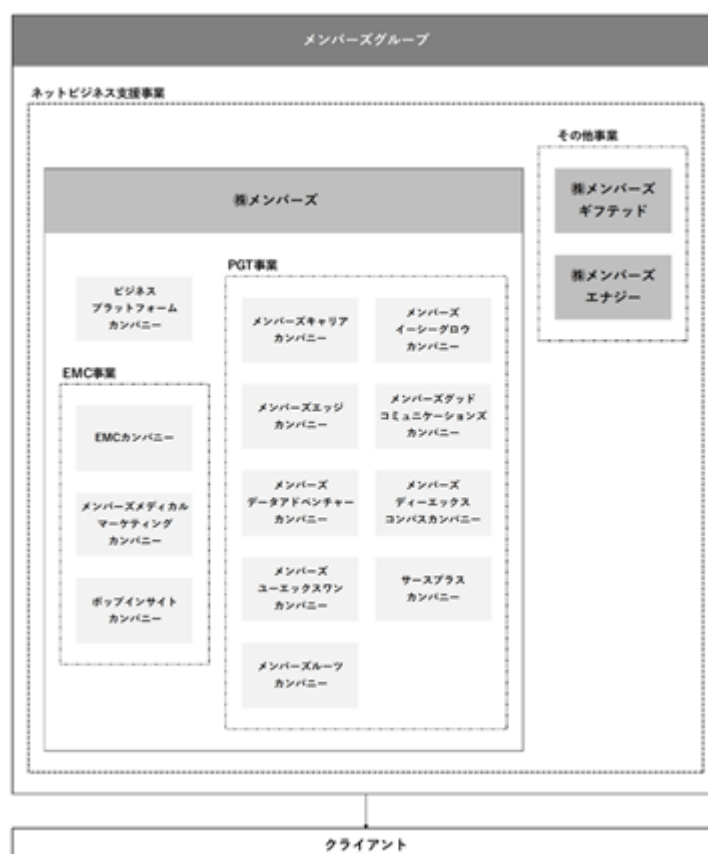 メンバーズグループ
ネットビジネス支援事業
その他事業
㈱メンバーズ
ギフテッド
㈱メンバーズ
エナジー
㈱メンバーズ
ビジネス
プラットフォーム
カンパニー
EMC事業
EMCカンパニー
メンバーズメディカル
マーケティング
カンパニー
ポップインサイト
カンパニー
PGT事業
メンバーズキャリア
カンパニー
メンバーズ
イーシーグロウ
カンパニー
メンバーズエッジ
カンパニー
メンバーズグッド
コミュニケーションズ
カンパニー
メンバーズ
データアドベンチャー
カンパニー
メンバーズ
ディーエックス
コンパスカンパニー
メンバーズ
ユーエックスワン
カンパニー
サースプラス
カンパニー
メンバーズルーツ
カンパニー
クライアント